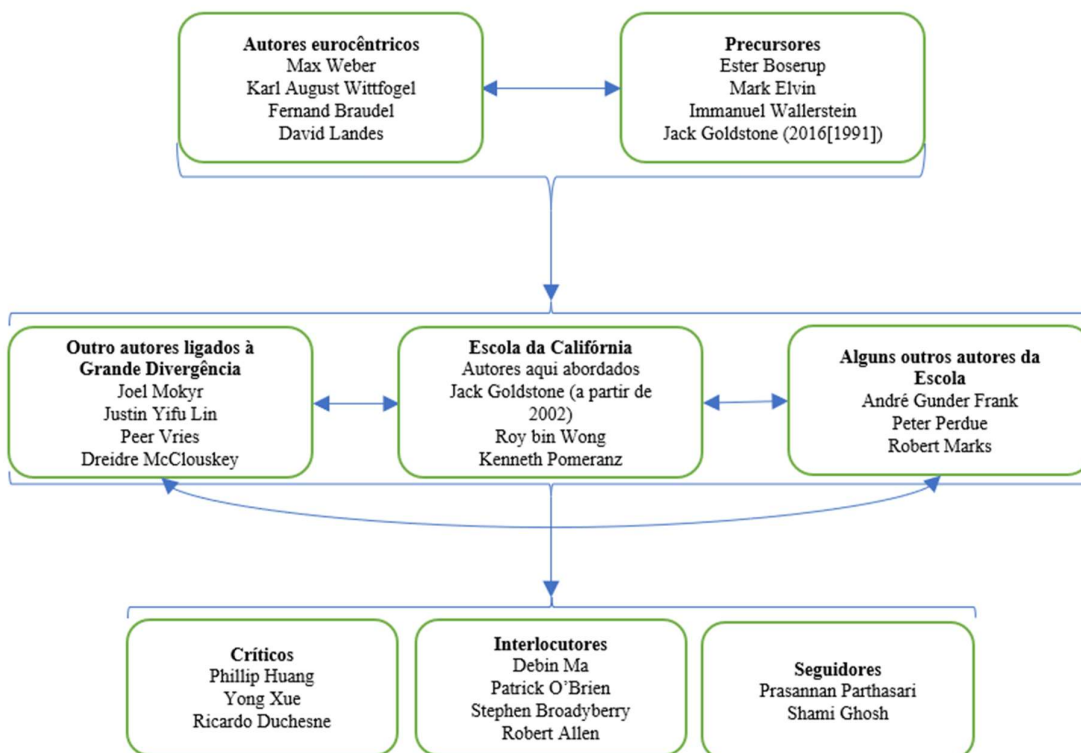 Autores eurocêntricos
Max Weber
Karl August Wittfogel
Fernand Braudel
David Landes
Precursores
Ester Boserup
Mark Elvin
Immanuel Wallerstein
Jack Goldstone (2016[1991])
Outro autores ligados à
Grande Divergência
Joel Mokyr
Justin Yifu Lin
Peer Vries
Dreidre McClouskey
Escola da Califórnia
Autores aqui abordados
Jack Goldstone (a partir de
2002)
Roy bin Wong
Kenneth Pomeranz
Alguns outros autores da
Escola
André Gunder Frank
Peter Perdue
Robert Marks
Críticos
Phillip Huang
Yong Xue
Ricardo Duchesne
Interlocutores
Debin Ma
Patrick O’Brien
Stephen Broadyberry
Robert Allen
Seguidores
Prasannan Parthasari
Shami Ghosh